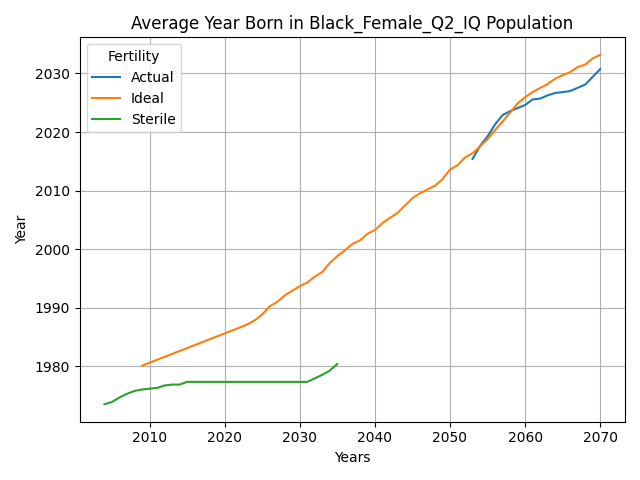 Average Year Born in Black_Female_Q2_IQ Population
Fertility
Actual
Ideal
Sterile
Year
2030
2020
2010
2000
1990
1980
2010
2020
2030
2040
2050
2060
2070
Years